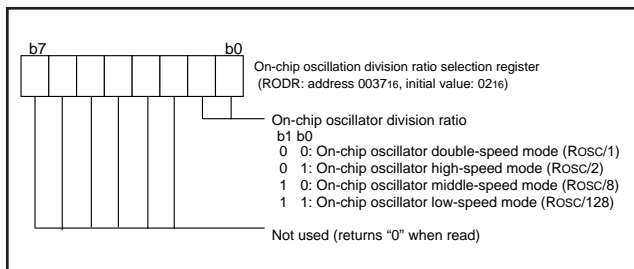 b7 b0
On-chip oscillation division ratio selection register
(RODR: address 003716, initial value: 0216)
On-chip oscillator division ratio
b1 b0
0 0: On-chip oscillator double-speed mode (ROSC/1)
0 1: On-chip oscillator high-speed mode (ROSC/2)
1 0: On-chip oscillator middle-speed mode (ROSC/8)
1 1: On-chip oscillator low-speed mode (ROSC/128)
Not used (returns “0” when read)